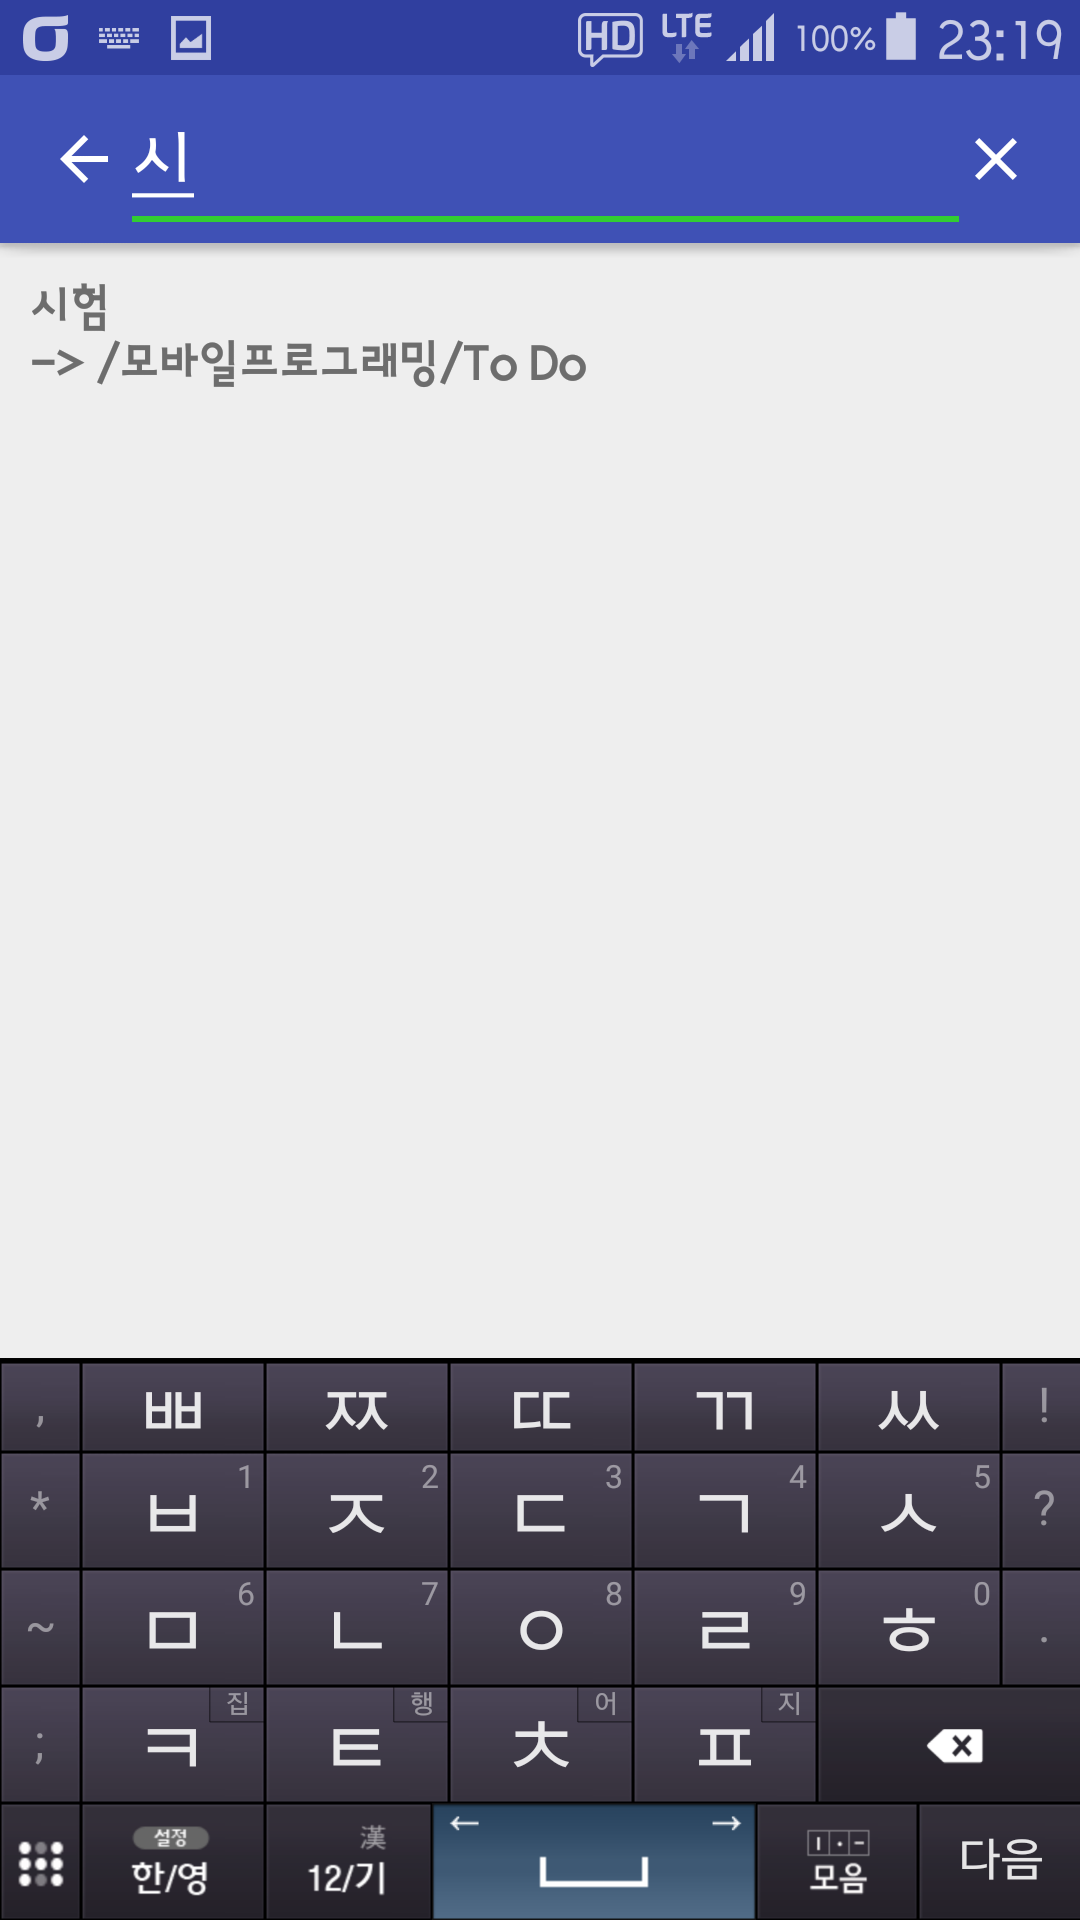 HD LTE 100% 23:19
시
시험
-> /모바일프로그래밍/To Do
, ㅃ ㅉ ㄸ ㄲ ㅆ !
* ㅂ 1 ㅈ 2 ㄷ 3 ㄱ 4 ㅅ 5 ?
~ ㅁ 6 ㄴ 7 ㅇ 8 ㄹ 9 ㅎ 0 .
; ㅋ 집 ㅌ 행 ㅊ 어 ㅍ 지
설정 漢 ← →
한/영 12/기 모음 다음